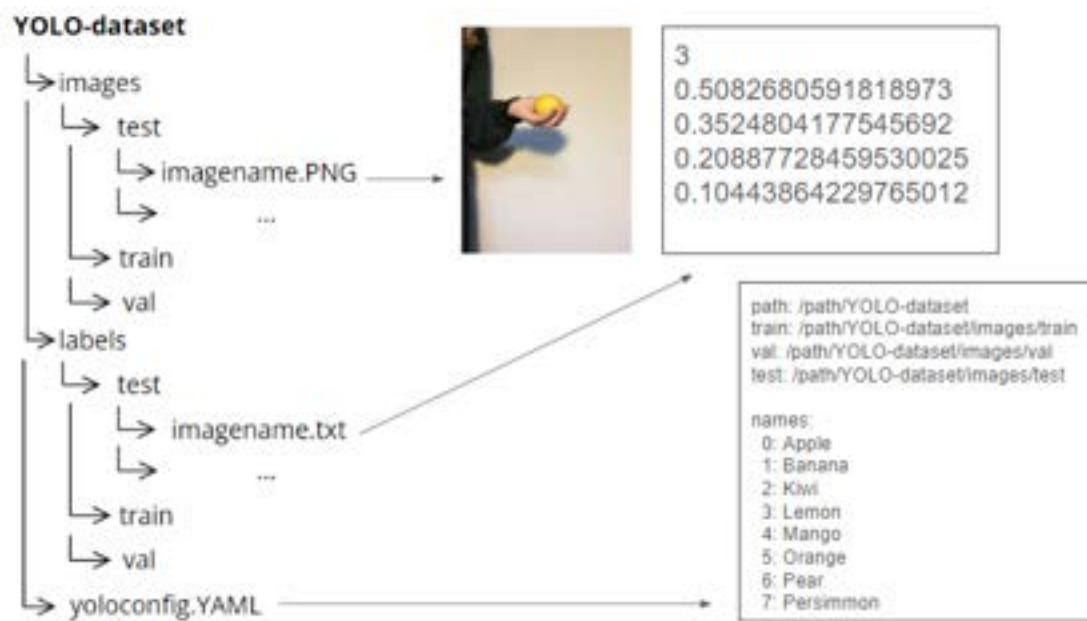 YOLO-dataset
images
test
imagename.PNG
...
train
val
labels
test
imagename.txt
...
train
val
yoloconfig.YAML
3
0.5082680591818973
0.3524804177545692
0.20887728459530025
0.10443864229765012
path: /path/YOLO-dataset
train: /path/YOLO-dataset/images/train
val: /path/YOLO-dataset/images/val
test: /path/YOLO-dataset/images/test
names:
0: Apple
1: Banana
2: Kiwi
3: Lemon
4: Mango
5: Orange
6: Pear
7: Persimmon